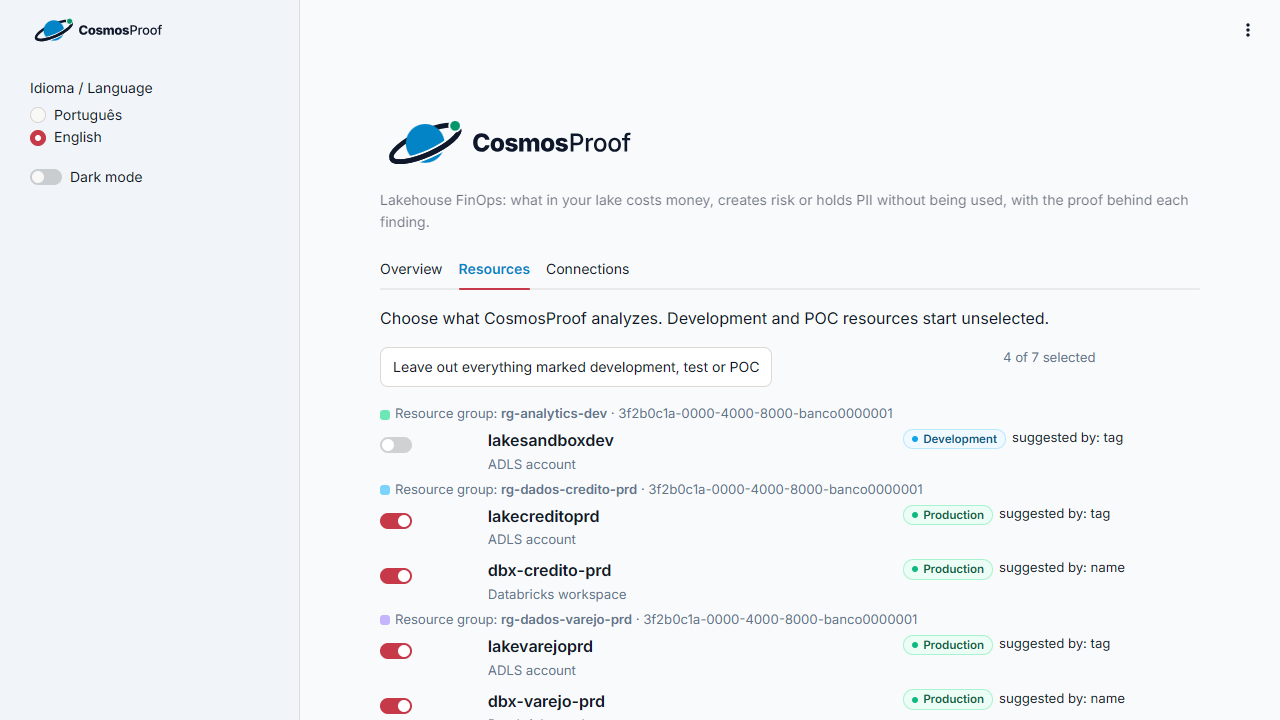 CosmosProof
Idioma / Language
Português
English
Dark mode
CosmosProof
Lakehouse FinOps: what in your lake costs money, creates risk or holds PII without being used, with the proof behind each
finding.
Overview Resources Connections
Choose what CosmosProof analyzes. Development and POC resources start unselected.
Leave out everything marked development, test or POC
4 of 7 selected
Resource group: rg-analytics-dev · 3f2b0c1a-0000-4000-8000-banco0000001
lakesandboxdev Development suggested by: tag
ADLS account
Resource group: rg-dados-credito-prd · 3f2b0c1a-0000-4000-8000-banco0000001
lakecreditoprd Production suggested by: tag
ADLS account
dbx-credito-prd Production suggested by: name
Databricks workspace
Resource group: rg-dados-varejo-prd · 3f2b0c1a-0000-4000-8000-banco0000001
lakevarejoprd Production suggested by: tag
ADLS account
dbx-varejo-prd Production suggested by: name